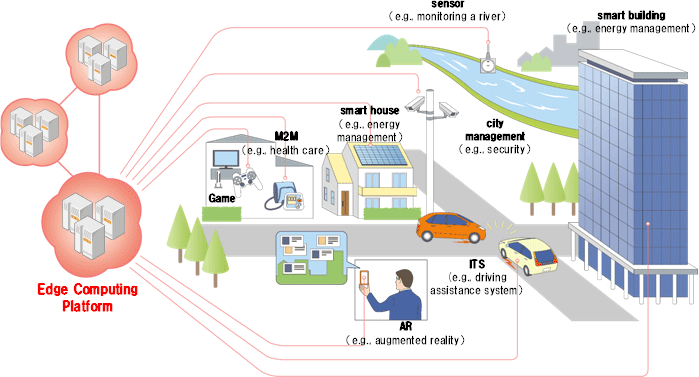 sensor
(e.g., monitoring a river)
smart building
(e.g., energy management)
smart house
(e.g., energy
management)
city
management
(e.g., security)
M2M
(e.g., health care)
Game
ITS
(e.g., driving
assistance system)
Edge Computing
Platform
AR
(e.g., augmented reality)